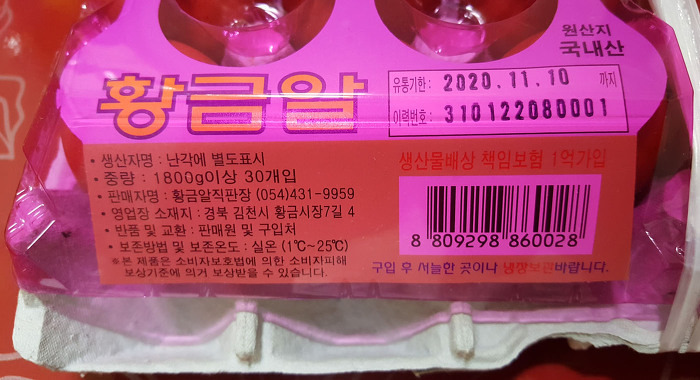 원산지
국내산
황금알
유통기한: 2020.11.10 까지
이력번호: 310122080001
• 생산자명 : 난각에 별도표시
• 중량 : 1800g이상 30개입
• 판매자명 : 황금알직판장 (054)431-9959
• 영업장 소재지 : 경북 김천시 황금시장7길 4
• 반품 및 교환 : 판매원 및 구입처
• 보존방법 및 보존온도 : 실온 (1℃~25℃)
※본 제품은 소비자보호법에 의한 소비자피해
보상기준에 의거 보상받을 수 있습니다.
생산물배상 책임보험 1억가입
8 809298 860028
구입 후 서늘한 곳이나 냉장보관바랍니다.